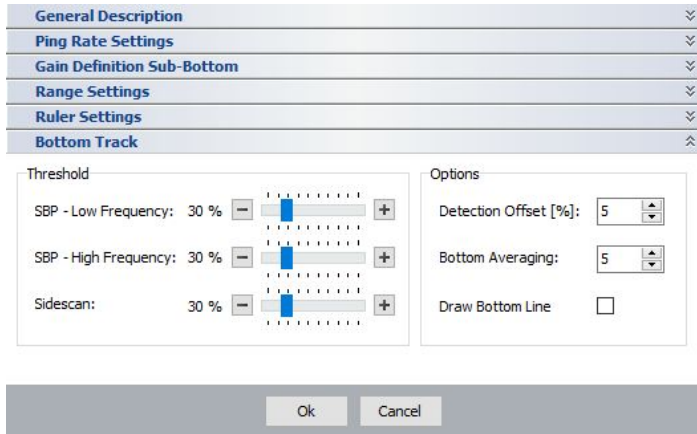 General Description
Ping Rate Settings
Gain Definition Sub-Bottom
Range Settings
Ruler Settings
Bottom Track
Threshold
SBP - Low Frequency: 30 % − +
SBP - High Frequency: 30 % − +
Sidescan: 30 % − +
Options
Detection Offset [%]: 5
Bottom Averaging: 5
Draw Bottom Line
Ok Cancel